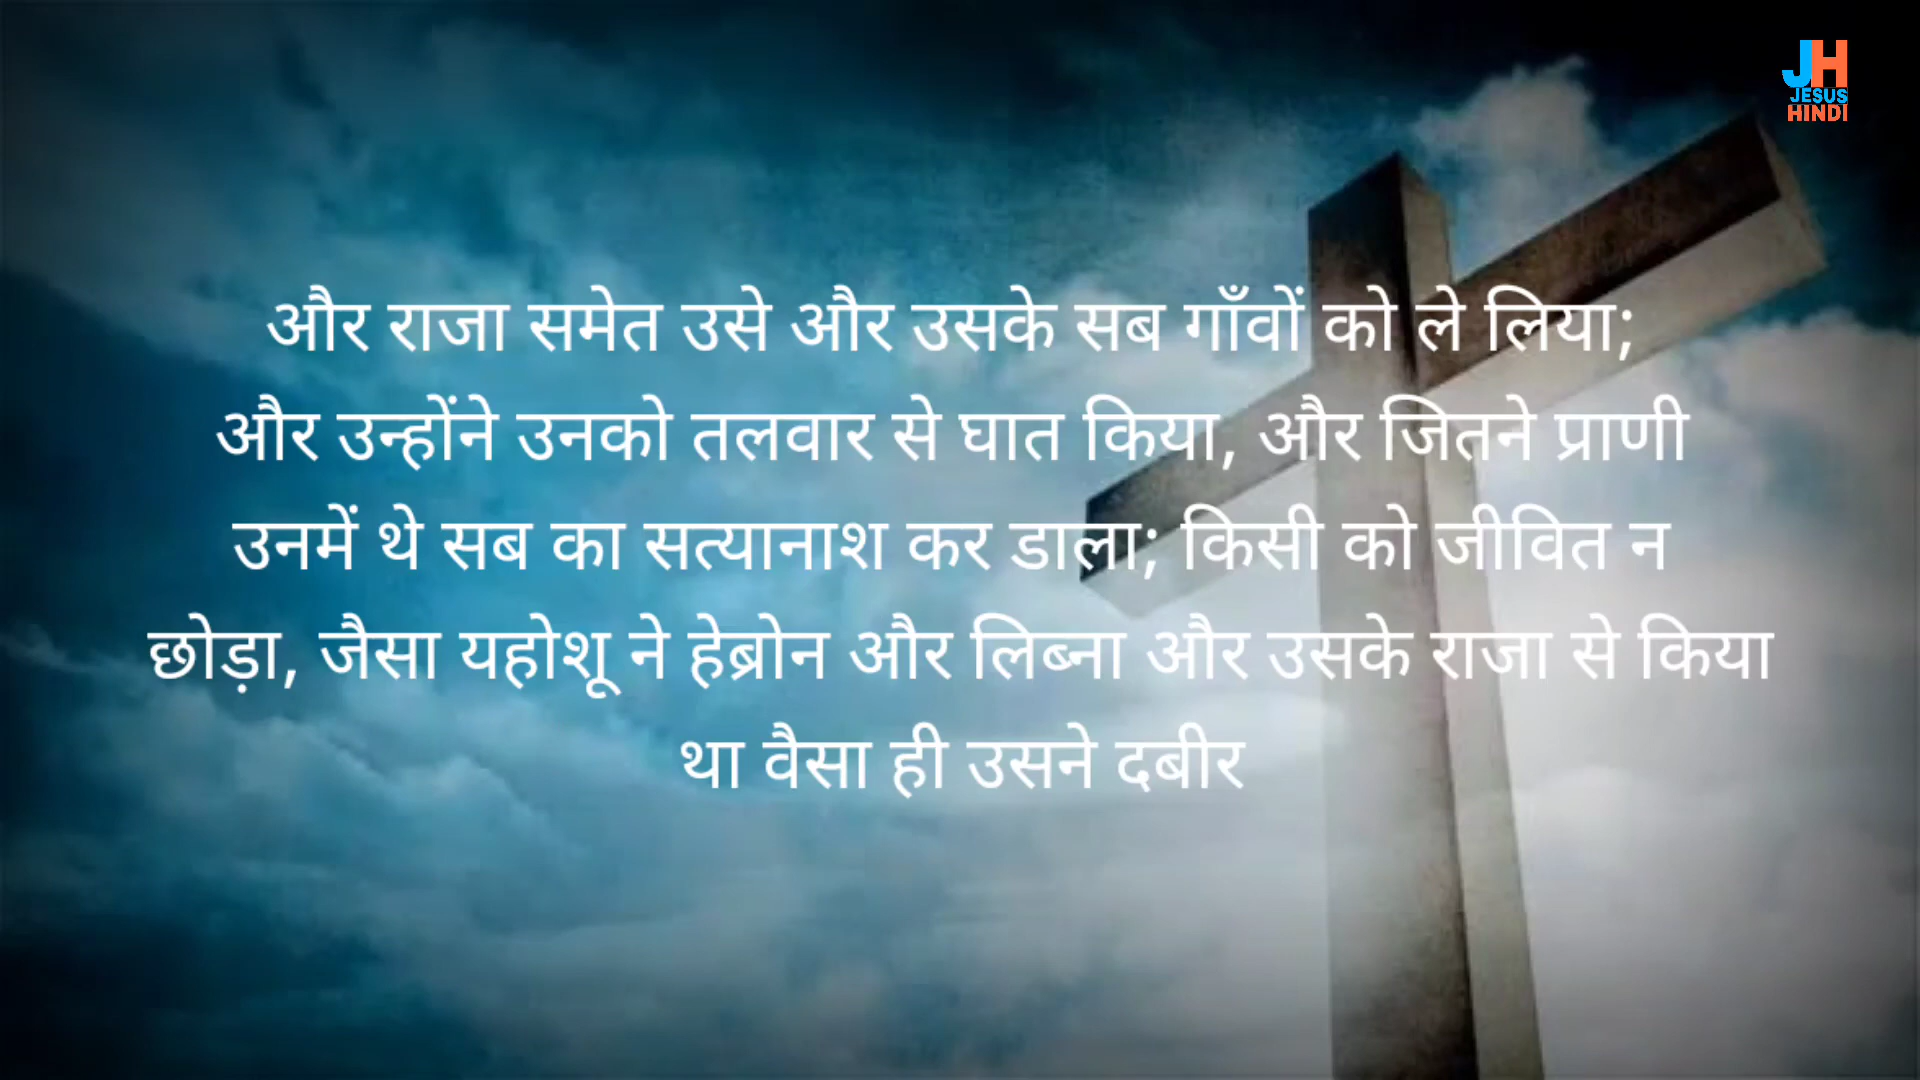 JH
JESUS
HINDI
और राजा समेत उसे और उसके सब गाँवों को ले लिया;
और उन्होंने उनको तलवार से घात किया, और जितने प्राणी
उनमें थे सब का सत्यानाश कर डाला; किसी को जीवित न
छोड़ा, जैसा यहोशू ने हेब्रोन और लिब्ना और उसके राजा से किया
था वैसा ही उसने दबीर